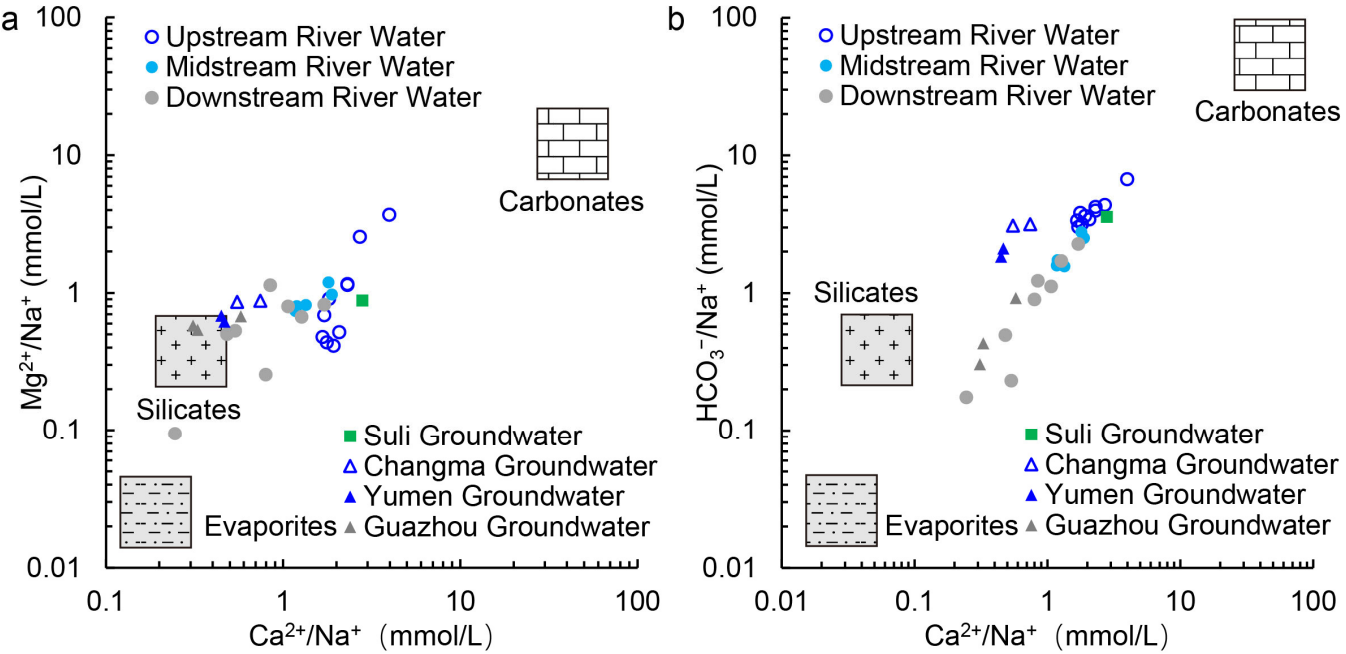 a
100
10
1
0.1
0.01
Mg²⁺/Na⁺ (mmol/L)
Upstream River Water
Midstream River Water
Downstream River Water
Carbonates
Silicates
Evaporites
Suli Groundwater
Changma Groundwater
Yumen Groundwater
Guazhou Groundwater
0.1 1 10 100
Ca²⁺/Na⁺（mmol/L）
b
100
10
1
0.1
0.01
HCO₃⁻/Na⁺ (mmol/L)
Upstream River Water
Midstream River Water
Downstream River Water
Carbonates
Silicates
Evaporites
Suli Groundwater
Changma Groundwater
Yumen Groundwater
Guazhou Groundwater
0.01 0.1 1 10 100
Ca²⁺/Na⁺（mmol/L）